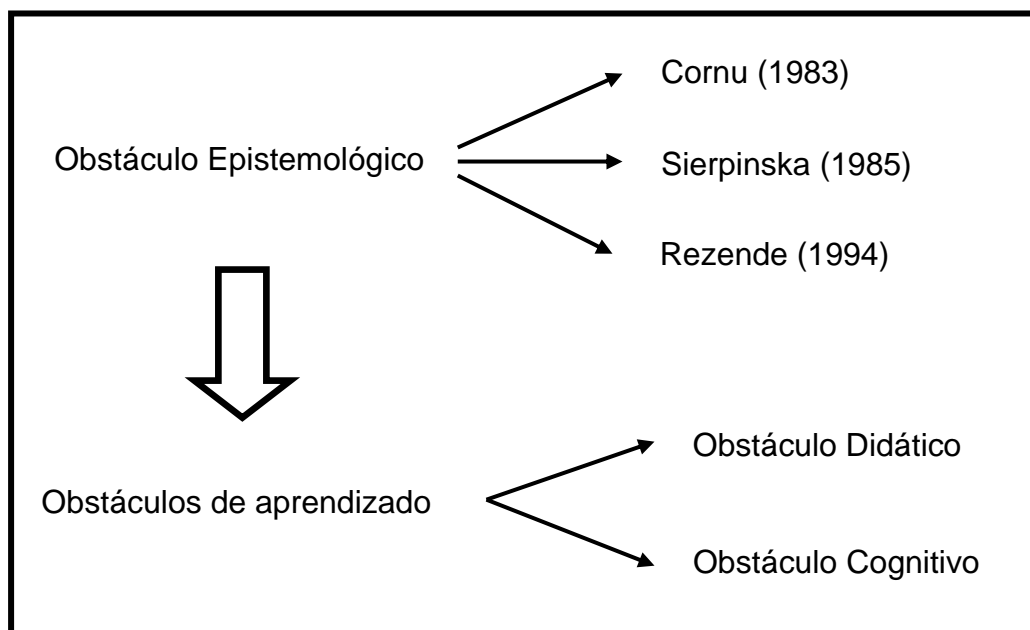 Cornu (1983)
Obstáculo Epistemológico
Sierpinska (1985)
Rezende (1994)
Obstáculo Didático
Obstáculos de aprendizado
Obstáculo Cognitivo